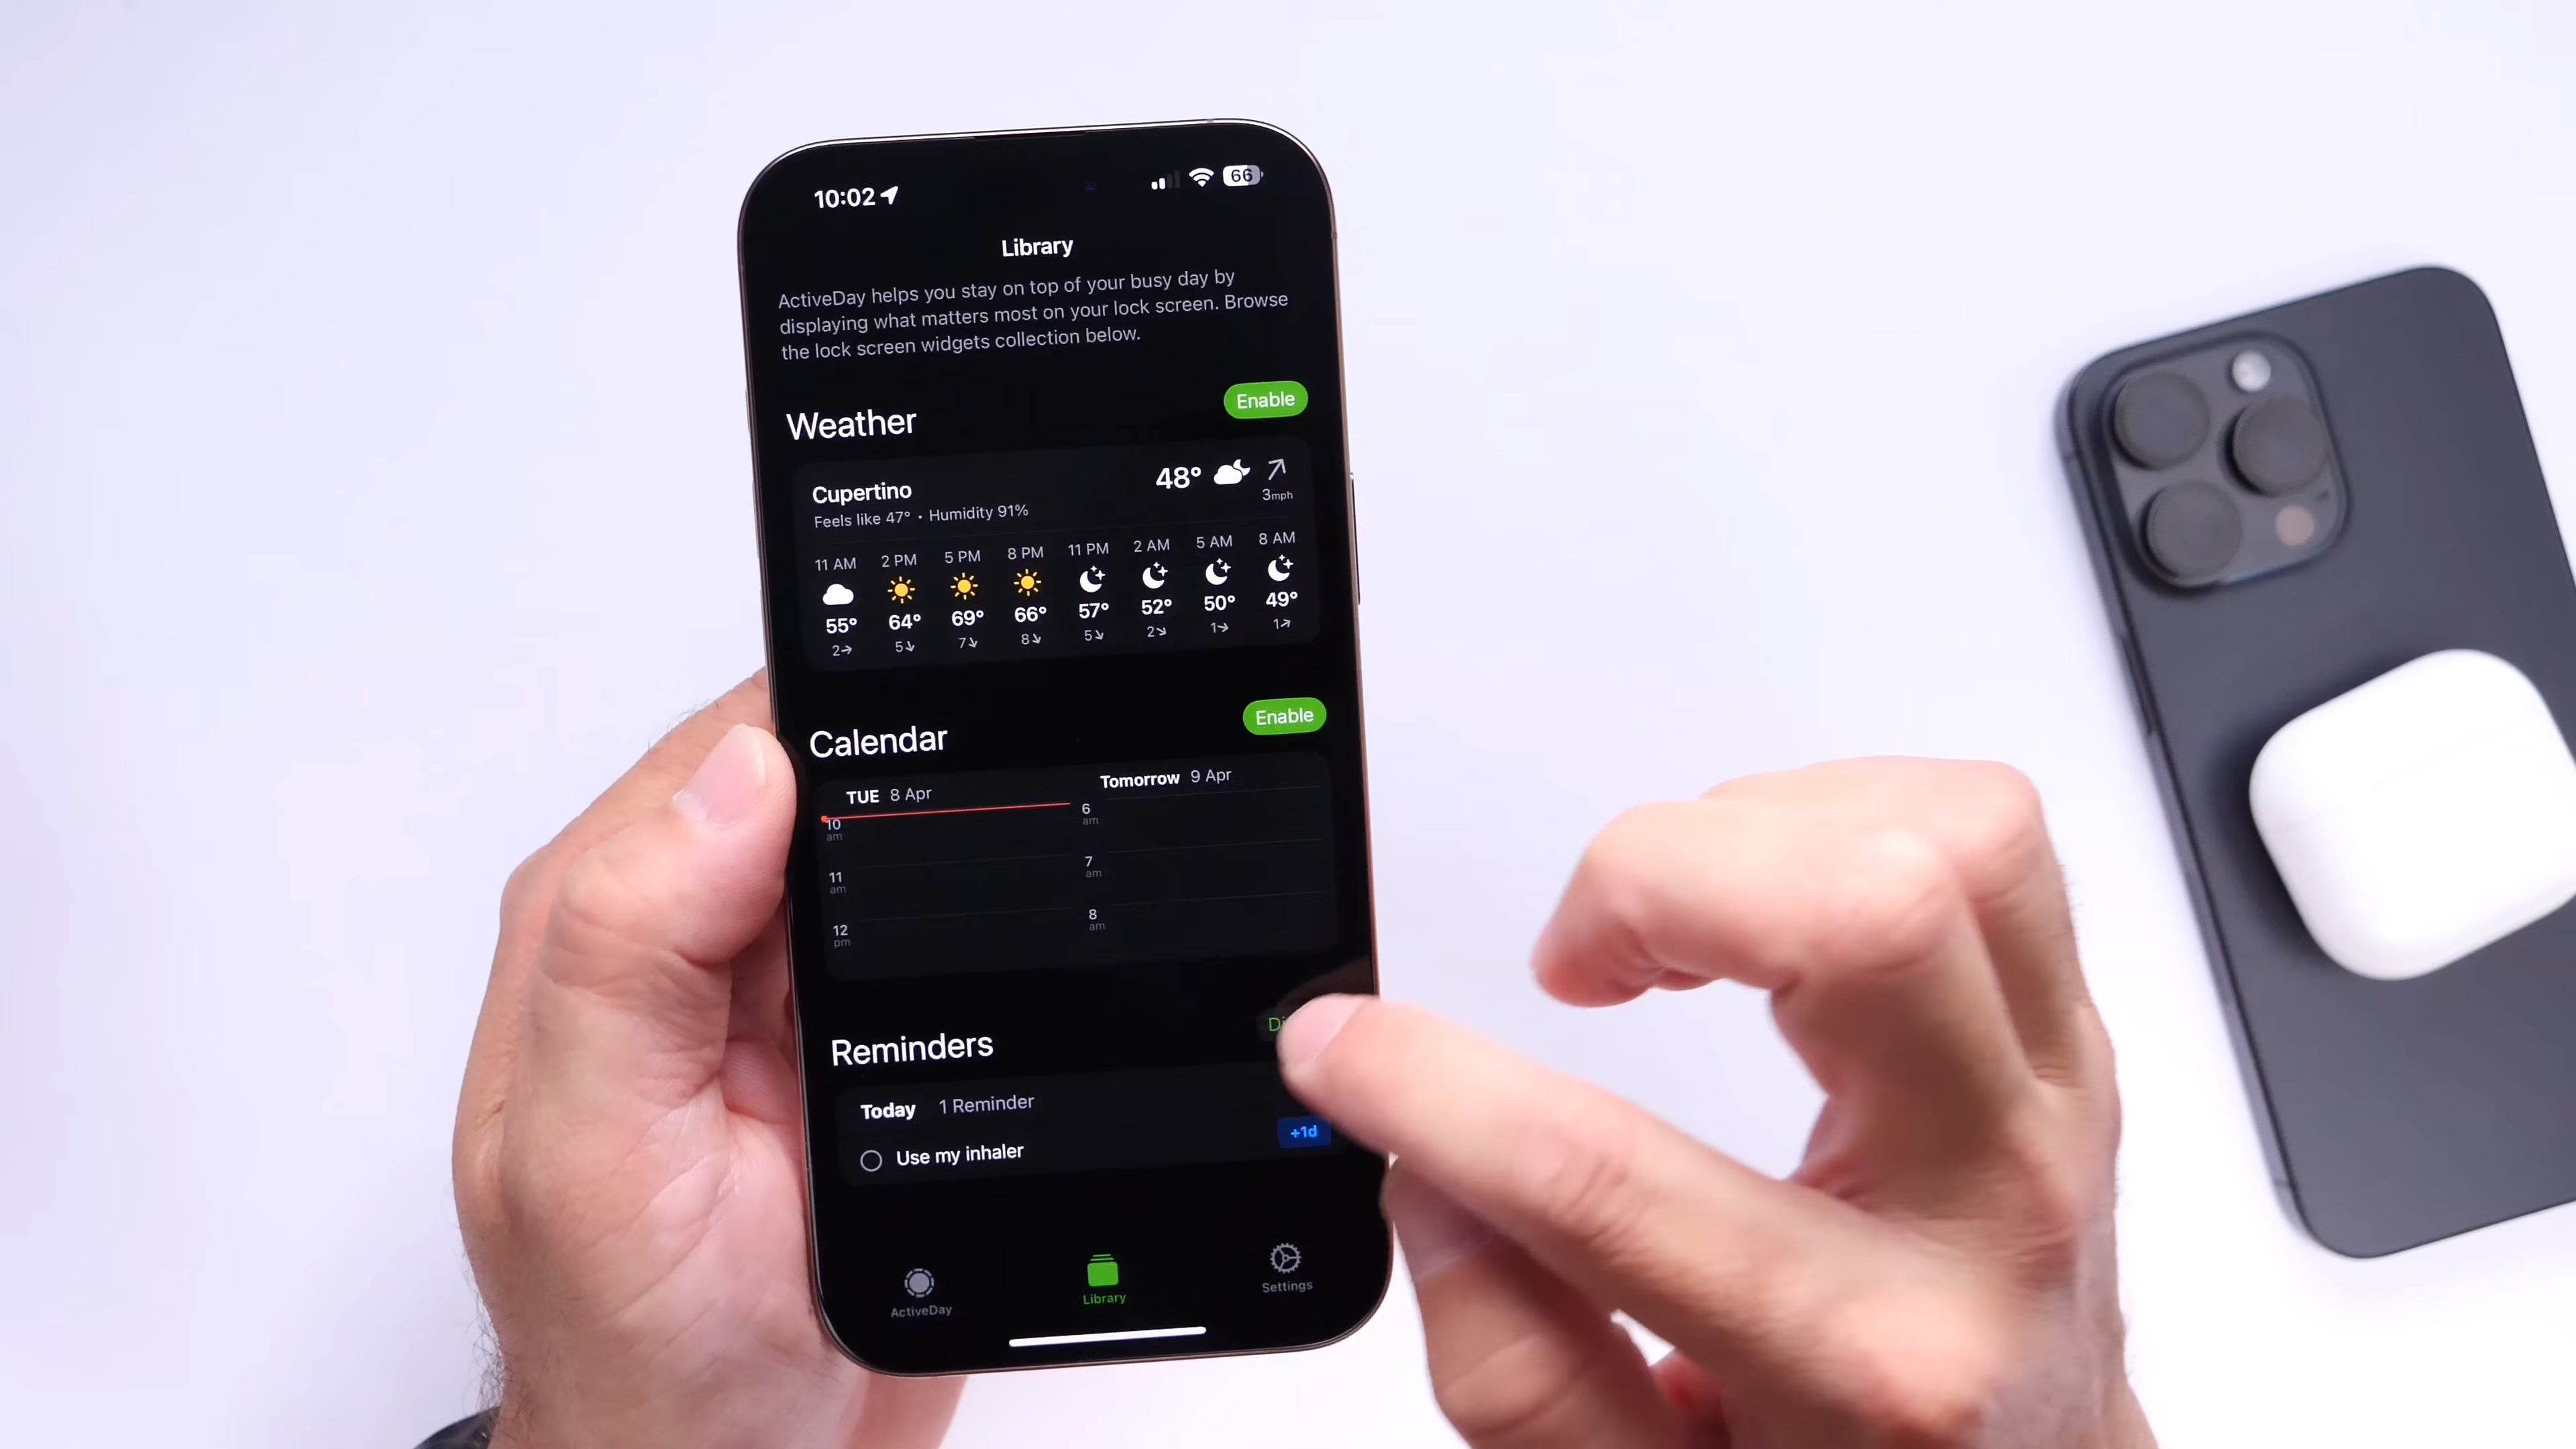 10:02
66
Library
ActiveDay helps you stay on top of your busy day by
displaying what matters most on your lock screen. Browse
the lock screen widgets collection below.
Weather
Enable
Cupertino
48°
3mph
Feels like 47° • Humidity 91%
11 AM 2 PM 5 PM 8 PM 11 PM 2 AM 5 AM 8 AM
55° 64° 69° 66° 57° 52° 50° 49°
2 5 7 8 5 2 1 1
Calendar
Enable
TUE 8 Apr
10 am
11 am
12 pm
Tomorrow 9 Apr
6 am
7 am
8 am
Reminders
Today 1 Reminder
Use my inhaler
+1d
ActiveDay
Library
Settings